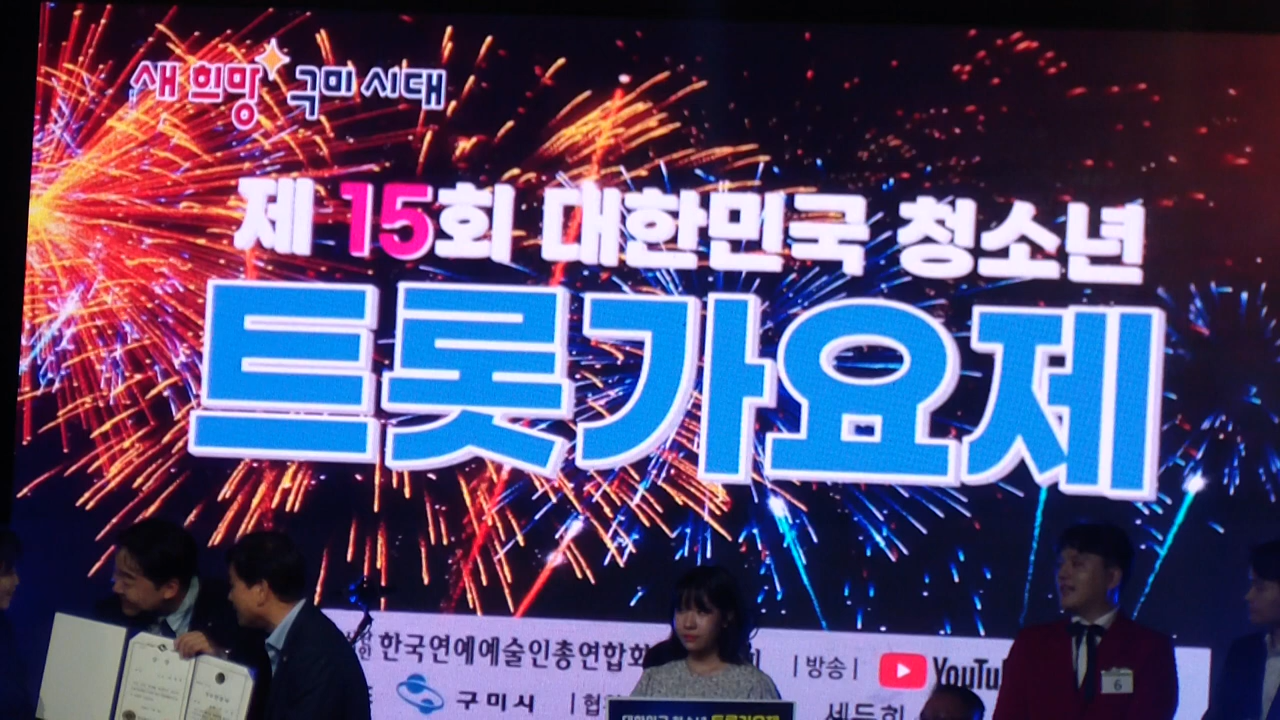 새 희망 구미 시대
제 15회 대한민국 청소년
트롯가요제
한국연예예술인총연합회
|방송| YouTu
구미시 |협
6